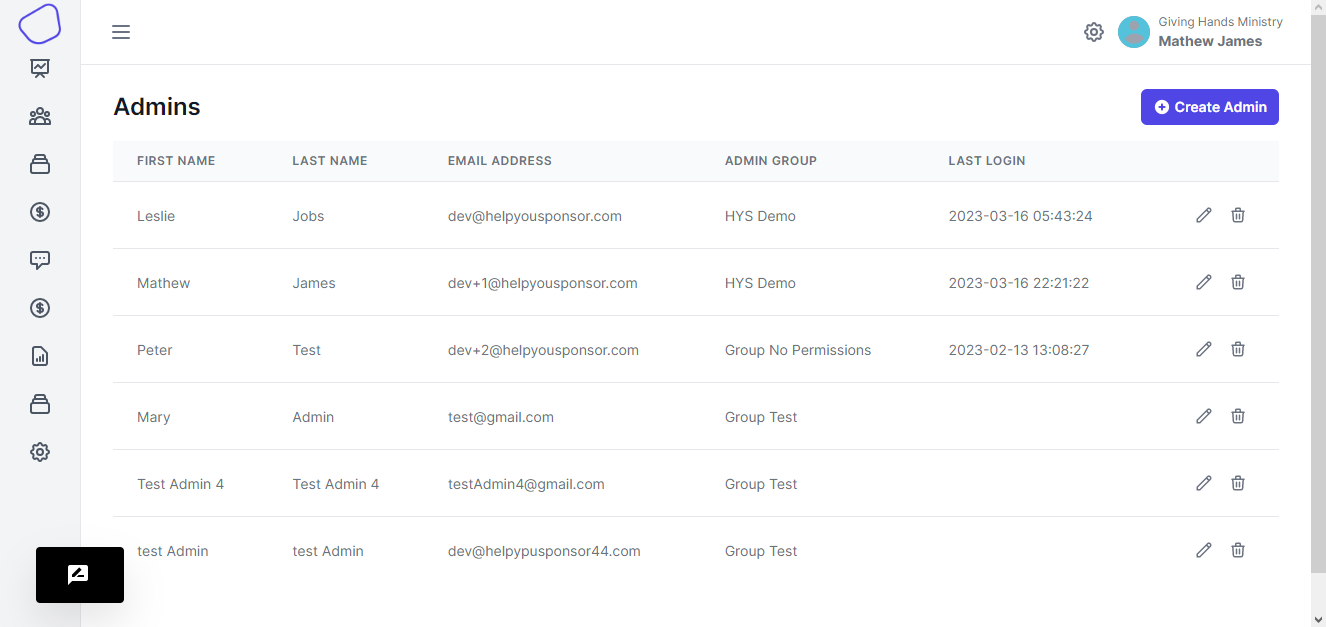 Giving Hands Ministry
Mathew James
Admins
Create Admin
FIRST NAME LAST NAME EMAIL ADDRESS ADMIN GROUP LAST LOGIN
Leslie Jobs dev@helpyousponsor.com HYS Demo 2023-03-16 05:43:24
Mathew James dev+1@helpyousponsor.com HYS Demo 2023-03-16 22:21:22
Peter Test dev+2@helpyousponsor.com Group No Permissions 2023-02-13 13:08:27
Mary Admin test@gmail.com Group Test
Test Admin 4 Test Admin 4 testAdmin4@gmail.com Group Test
test Admin test Admin dev@helpypusponsor44.com Group Test